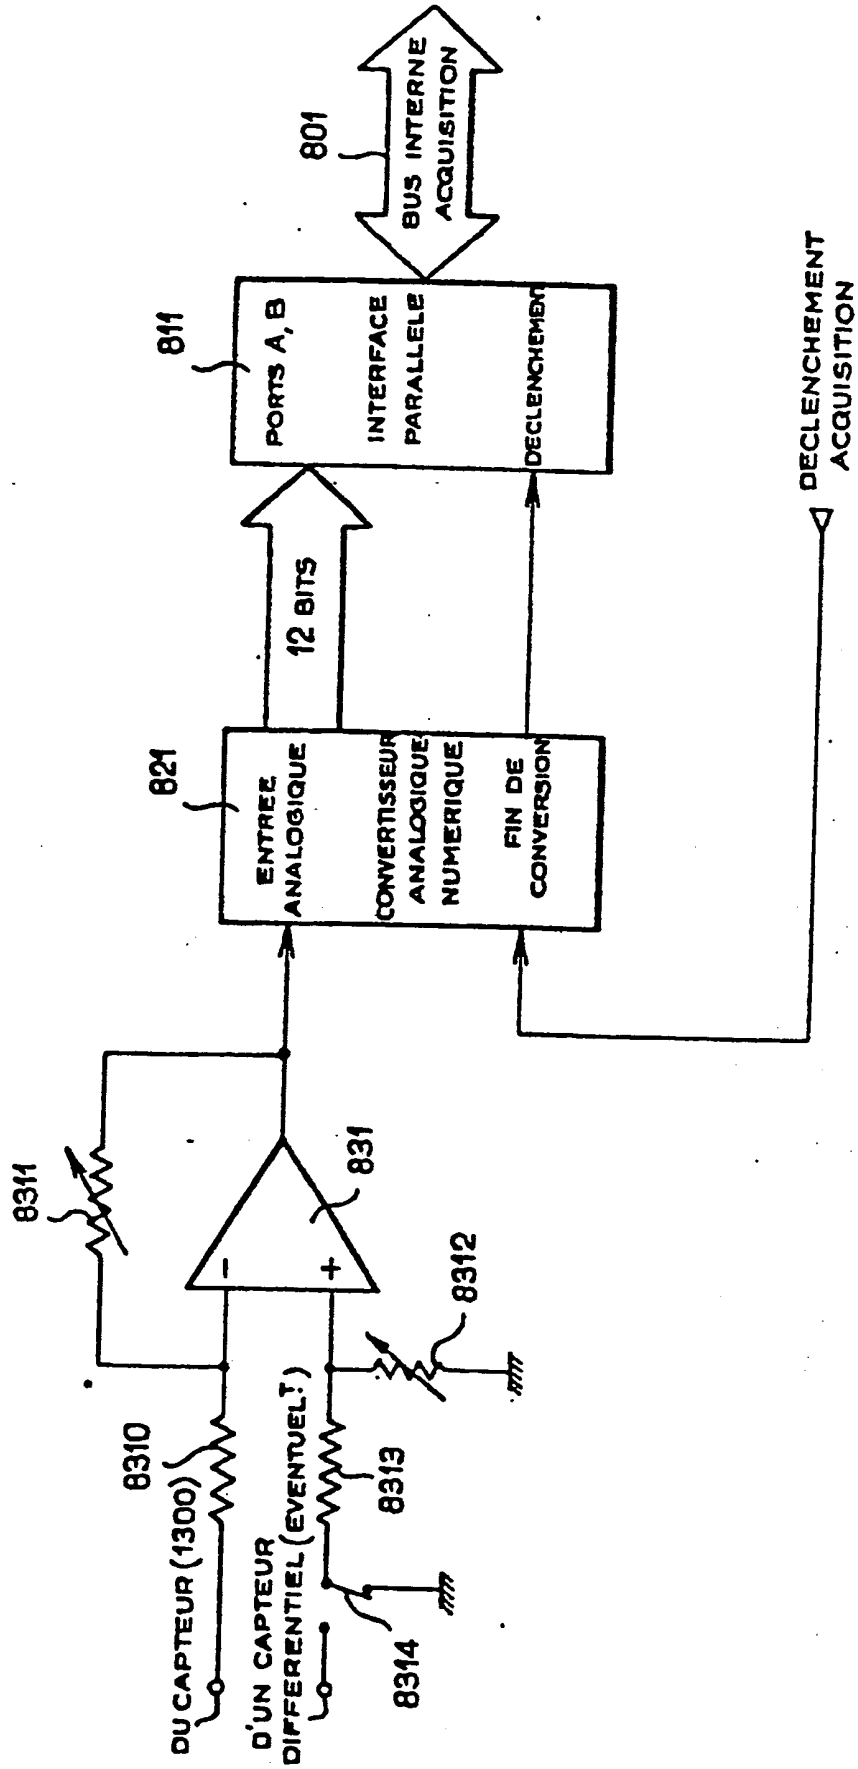 DU CAPTEUR (1300)
8310
8311
D'UN CAPTEUR
DIFFERENTIEL (EVENTUELT)
8314
8313
8312
-
+
831
821
ENTREE
ANALOGIQUE
CONVERTISSEUR
ANALOGIQUE
NUMERIQUE
FIN DE
CONVERSION
12 BITS
811
PORTS A, B
INTERFACE
PARALLELE
DECLENCHEMENT
801
BUS INTERNE
ACQUISITION
DECLENCHEMENT
ACQUISITION